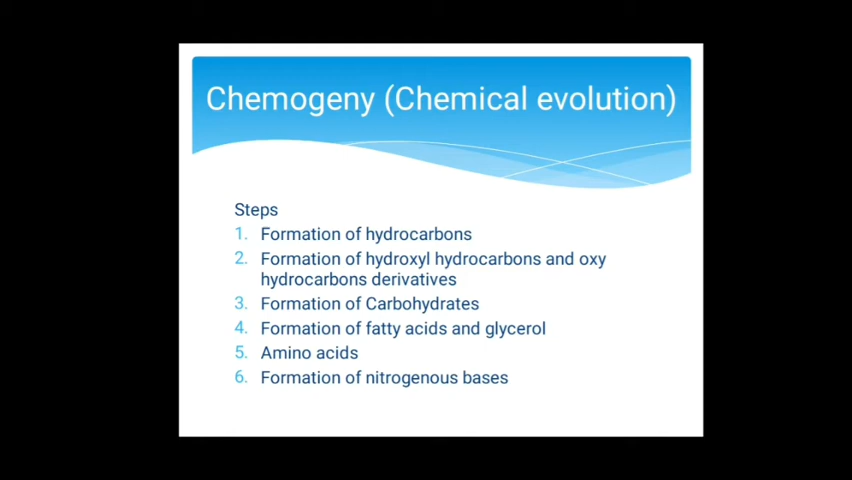 Chemogeny (Chemical evolution)
Steps
1. Formation of hydrocarbons
2. Formation of hydroxyl hydrocarbons and oxy
hydrocarbons derivatives
3. Formation of Carbohydrates
4. Formation of fatty acids and glycerol
5. Amino acids
6. Formation of nitrogenous bases